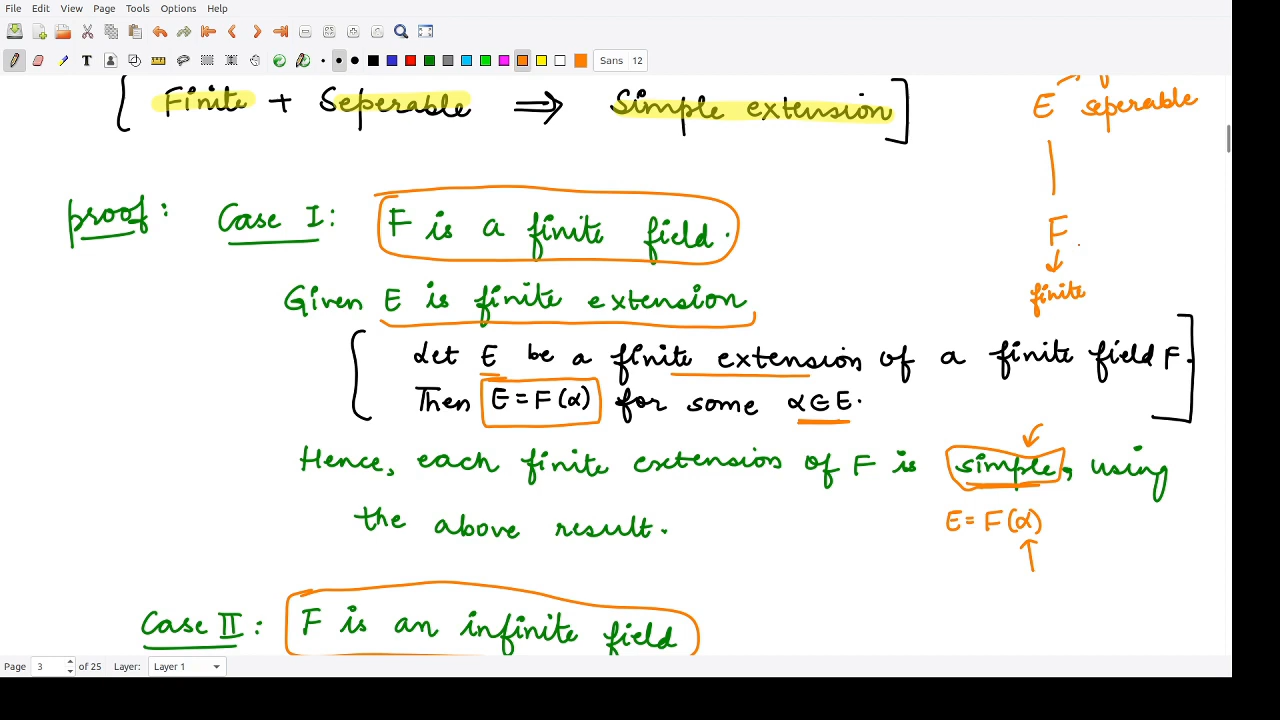 File Edit View Page Tools Options Help
Sans 12
[ Finite + Seperable ⟹ Simple extension ]
E seperable
F
finite
proof: Case I: F is a finite field.
Given E is finite extension
[ Let E be a finite extension of a finite field F.
Then E = F(α) for some α ∈ E. ]
Hence, each finite extension of F is simple, using
E = F(α)
the above result.
Case II: F is an infinite field
Page 3 of 25 Layer: Layer 1